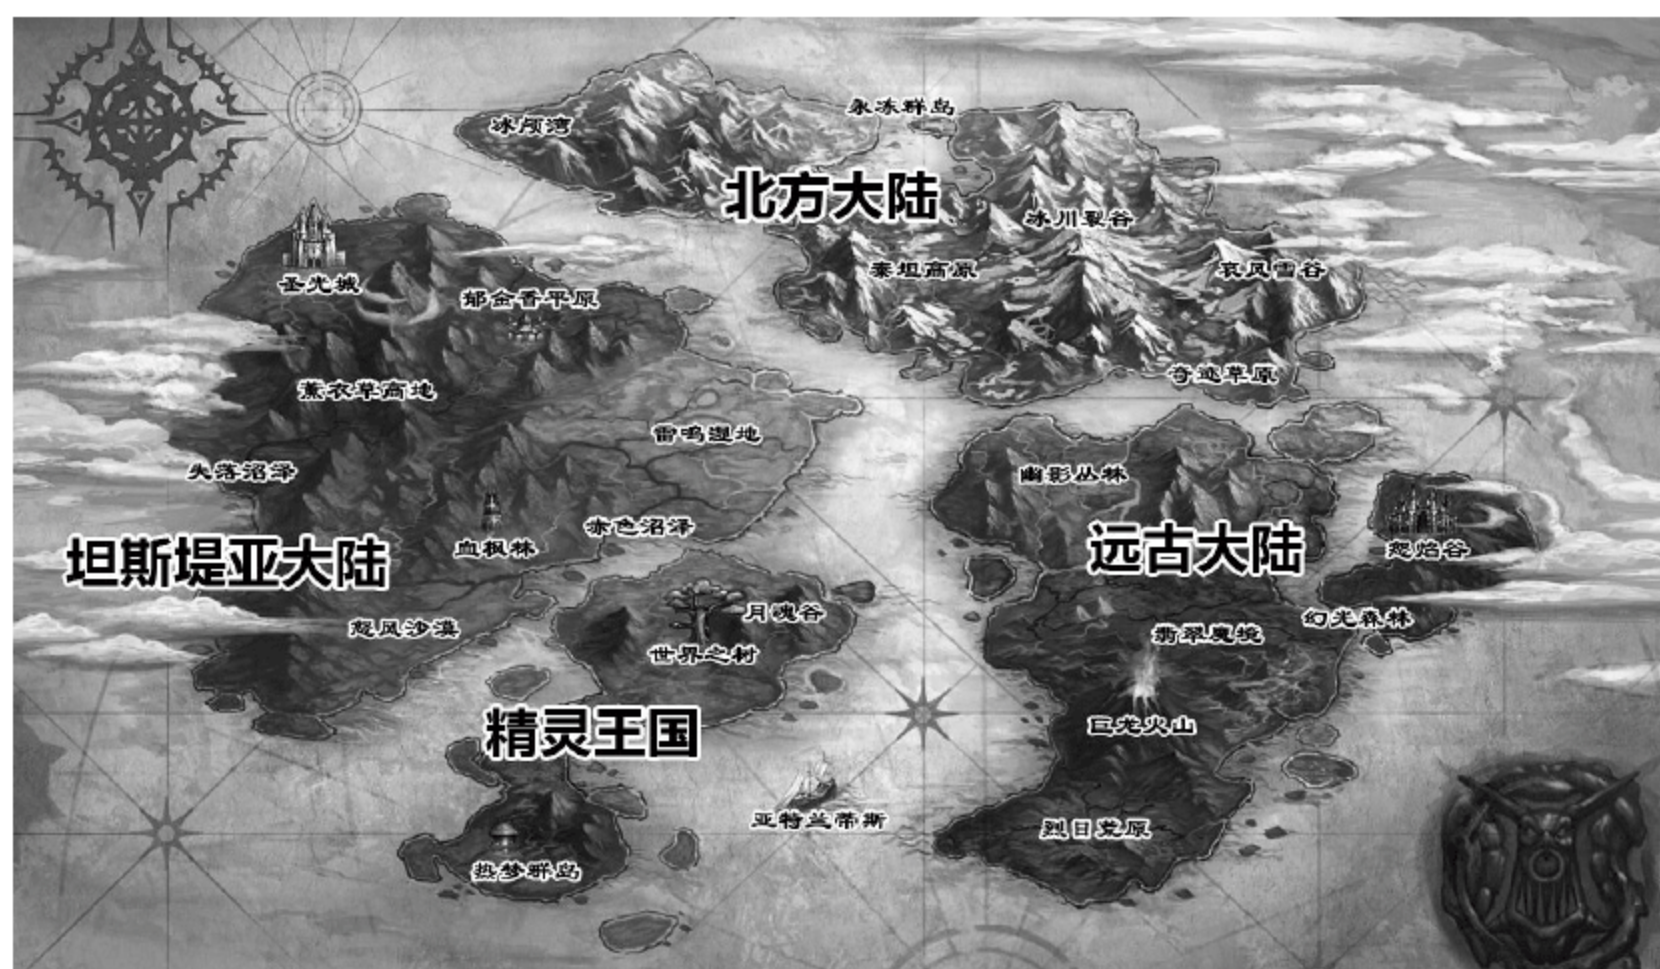 永冻群岛
冰颅湾
北方大陆
冰川裂谷
泰坦高原
哀风雪谷
圣光城
郁金香平原
奇迹草原
薰衣草高地
雷鸣湿地
失落沼泽
幽影丛林
赤色沼泽
血枫林
远古大陆
怒焰谷
坦斯堤亚大陆
月魂谷
幻光森林
怒风沙漠
翡翠魔境
世界之树
精灵王国
巨龙火山
亚特兰蒂斯
烈日荒原
热梦群岛